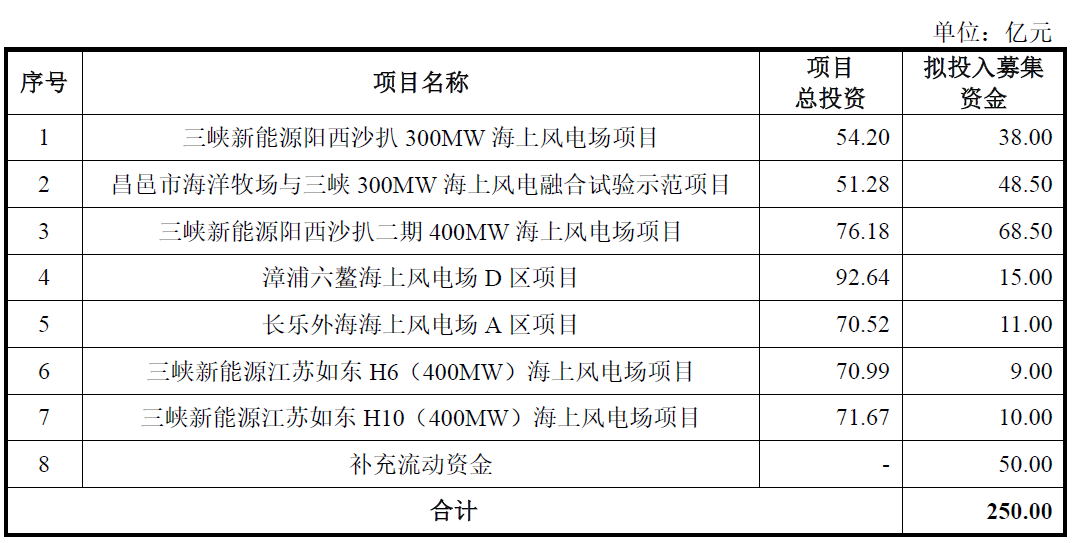 单位：亿元
序号 项目名称 项目总投资 拟投入募集资金
1 三峡新能源阳西沙扒 300MW 海上风电场项目 54.20 38.00
2 昌邑市海洋牧场与三峡 300MW 海上风电融合试验示范项目 51.28 48.50
3 三峡新能源阳西沙扒二期 400MW 海上风电场项目 76.18 68.50
4 漳浦六鳌海上风电场 D 区项目 92.64 15.00
5 长乐外海海上风电场 A 区项目 70.52 11.00
6 三峡新能源江苏如东 H6（400MW）海上风电场项目 70.99 9.00
7 三峡新能源江苏如东 H10（400MW）海上风电场项目 71.67 10.00
8 补充流动资金 - 50.00
合计 250.00